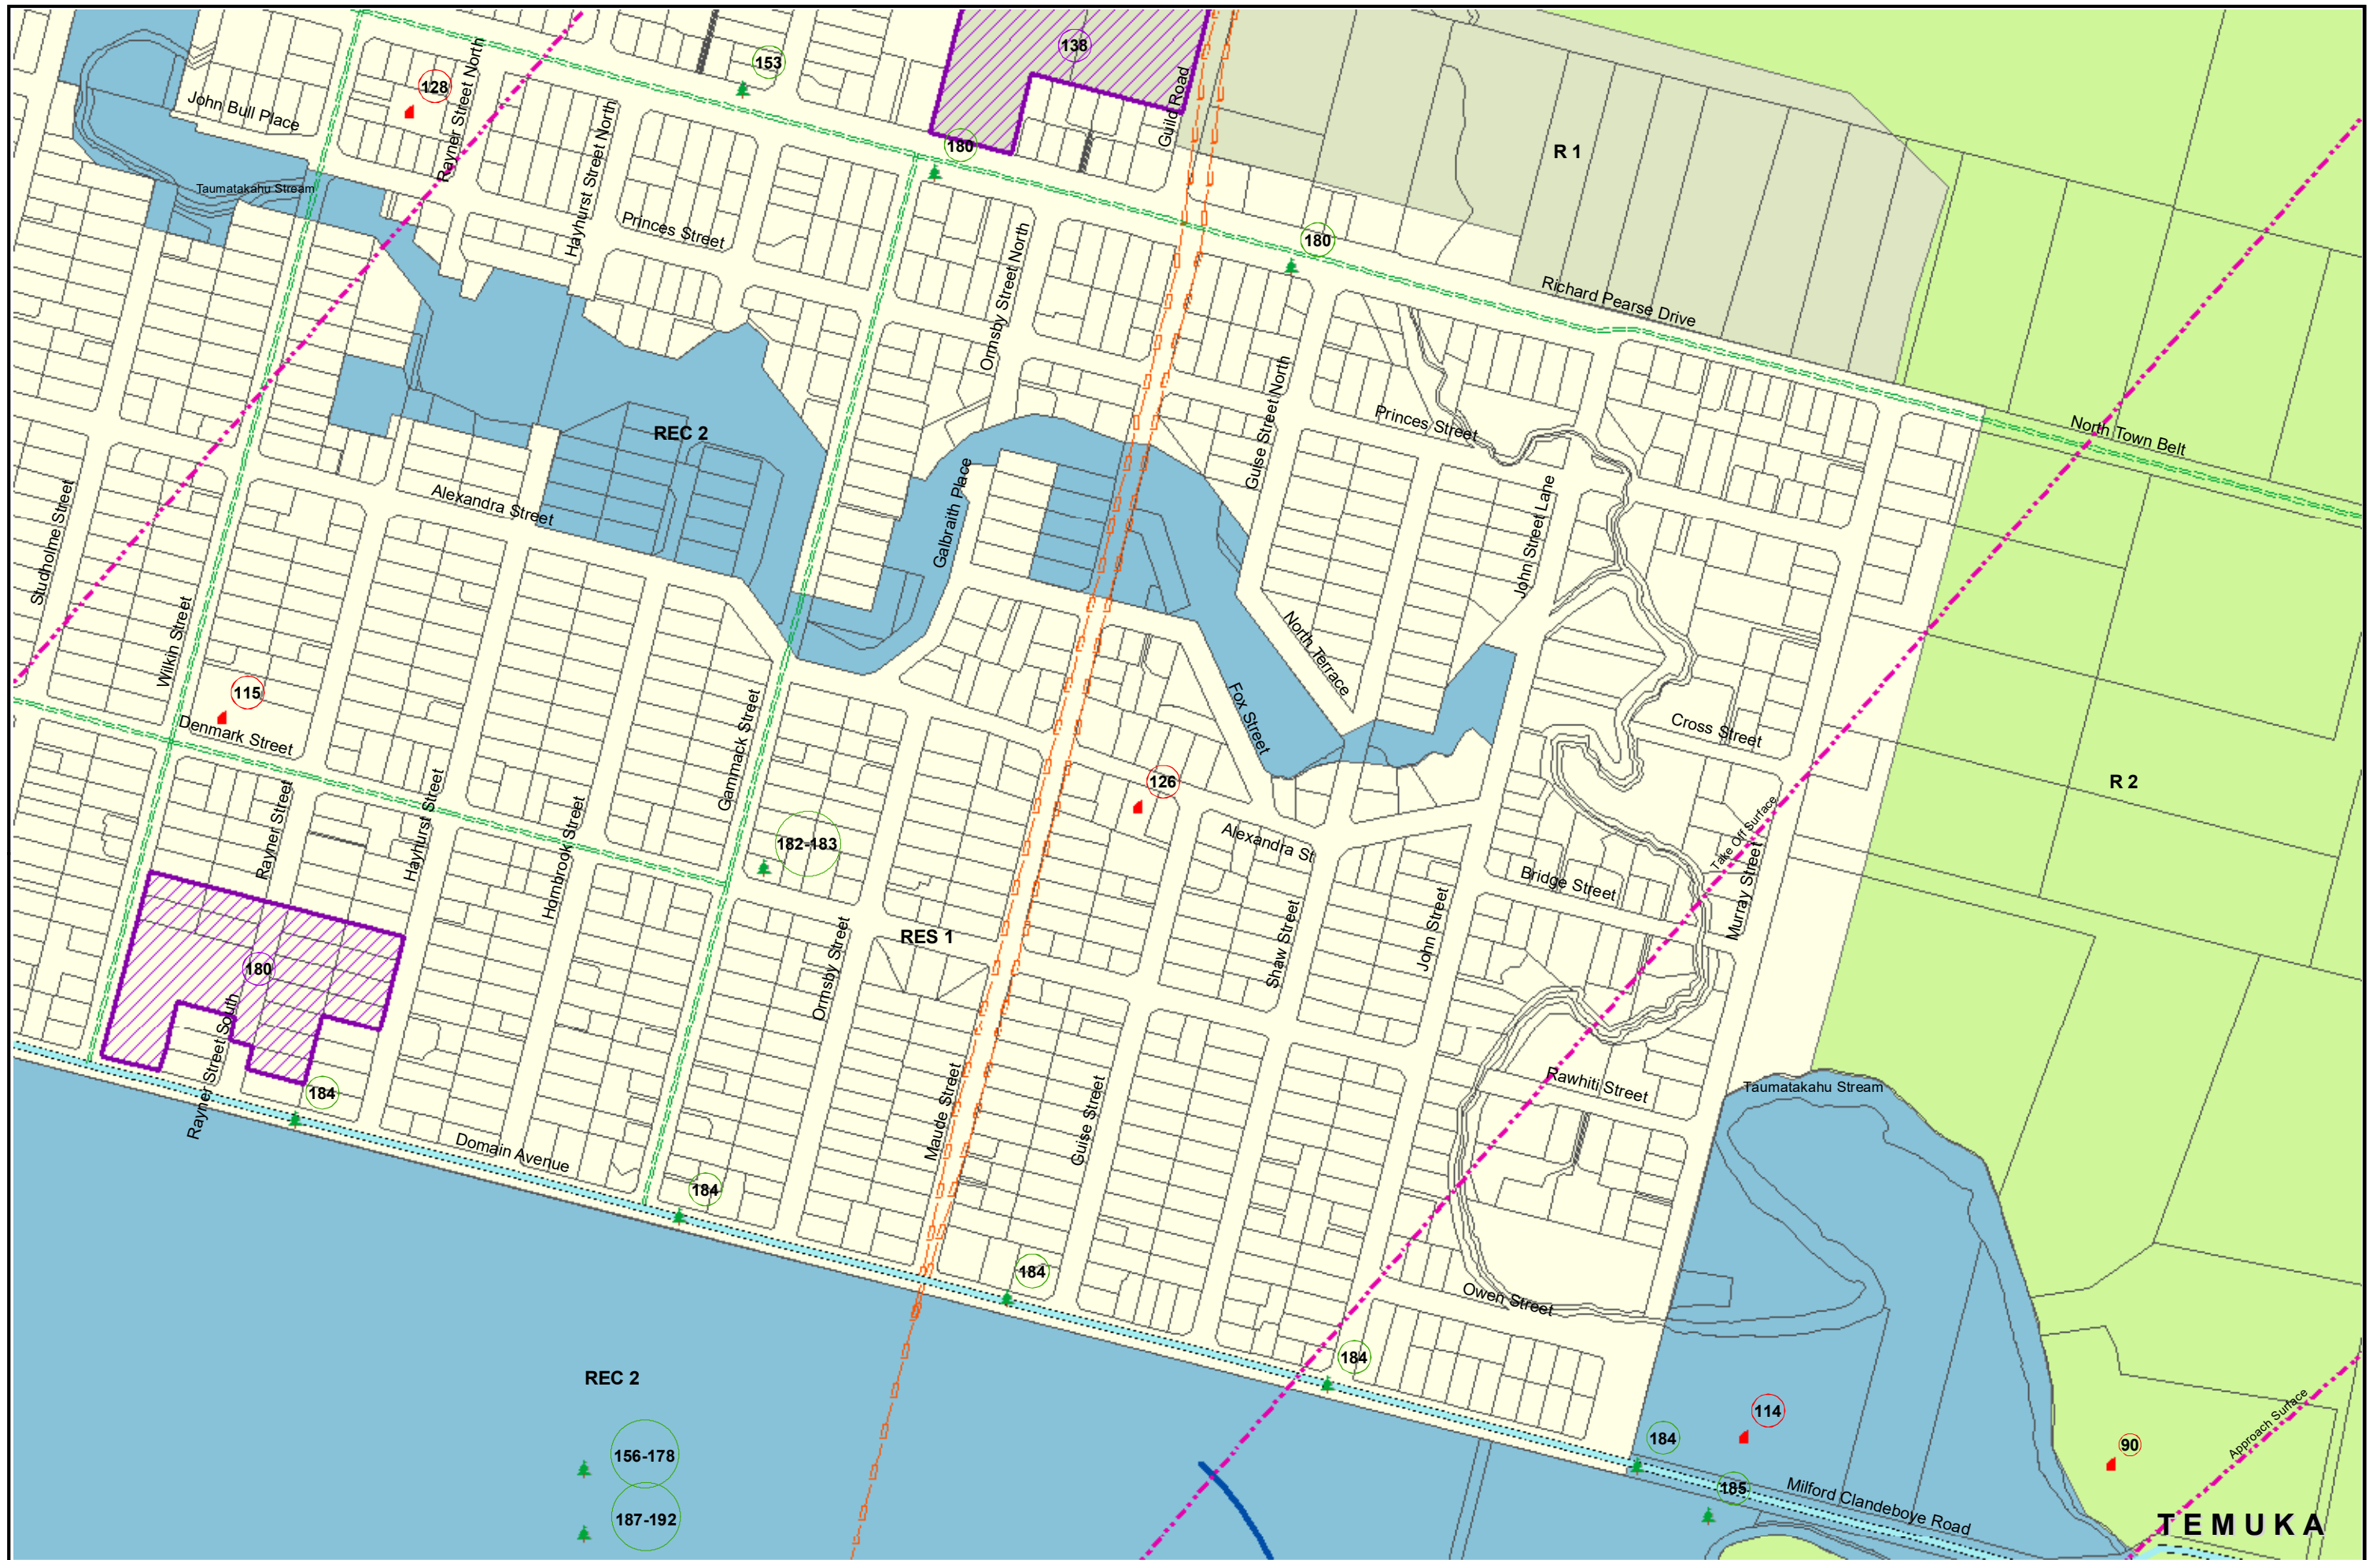 138
153
128
Rayner Street North
John Bull Place
Guild Road
180
Hayhurst Street North
R 1
Taumatakahu Stream
Princes Street
180
Ormsby Street North
Richard Pearse Drive
REC 2
Guise Street North
Princes Street
North Town Belt
Alexandra Street
Galbraith Place
Studholme Street
John Street Lane
Wilkin Street
North Terrace
115
Denmark Street
Gammack Street
Fox Street
Cross Street
126
R 2
182-183
Rayner Street
Hayhurst Street
Hornbrook Street
Alexandra St
Take Off Surface
Bridge Street
Murray Street
RES 1
Ormsby Street
Shaw Street
John Street
180
Rayner Street South
184
Rawhiti Street
Taumatakahu Stream
Domain Avenue
Maude Street
Guise Street
184
184
Owen Street
184
REC 2
114
184
90
Approach Surface
156-178
185
Milford Clandeboye Road
187-192
TEMUKA